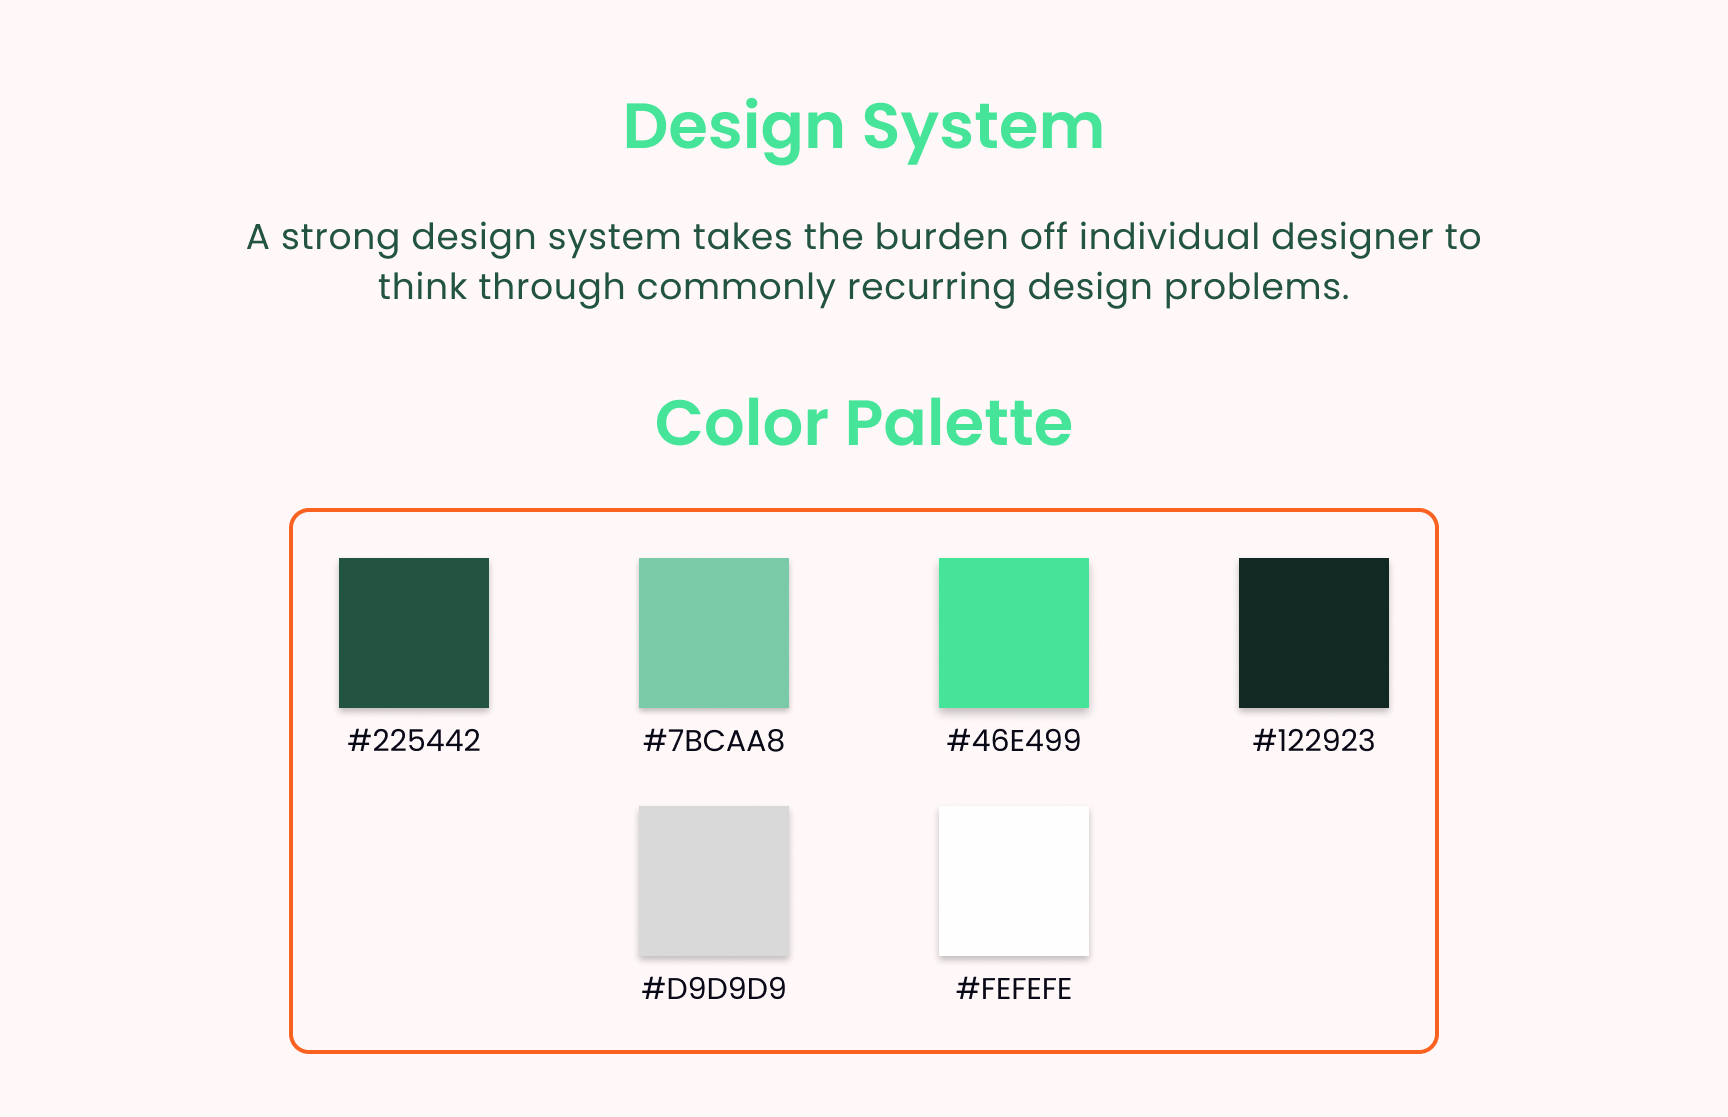 Design System
A strong design system takes the burden off individual designer to
think through commonly recurring design problems.
Color Palette
#225442
#7BCAA8
#46E499
#122923
#D9D9D9
#FEFEFE